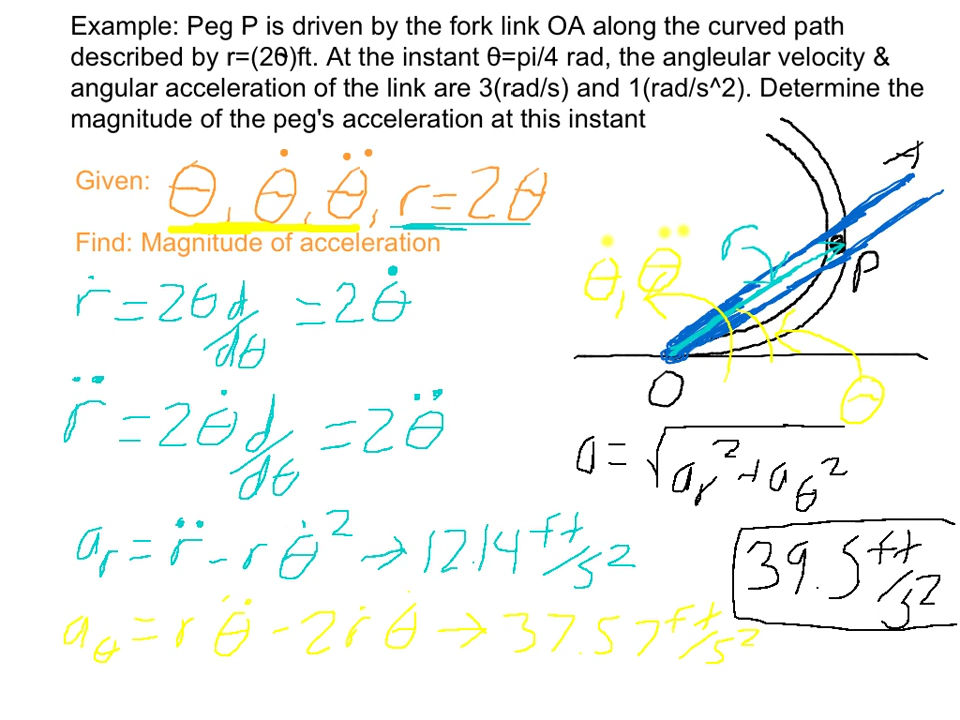 Example: Peg P is driven by the fork link OA along the curved path
described by r=(2θ)ft. At the instant θ=pi/4 rad, the angleular velocity &
angular acceleration of the link are 3(rad/s) and 1(rad/s^2). Determine the
magnitude of the peg's acceleration at this instant
Given: θ, θ̇, θ̈, r=2θ
Find: Magnitude of acceleration
ṙ = 2θ d/dθ = 2θ̇
r̈ = 2θ̇ d/dθ = 2θ̈
a_r = r̈ - rθ̇² → 12.14 ft/s²
a_θ = rθ̈ - 2ṙθ̇ → 37.57 ft/s²
A
r
P
θ̇, θ̈
O
θ
a = √(a_r² + a_θ²)
39.5 ft/s²